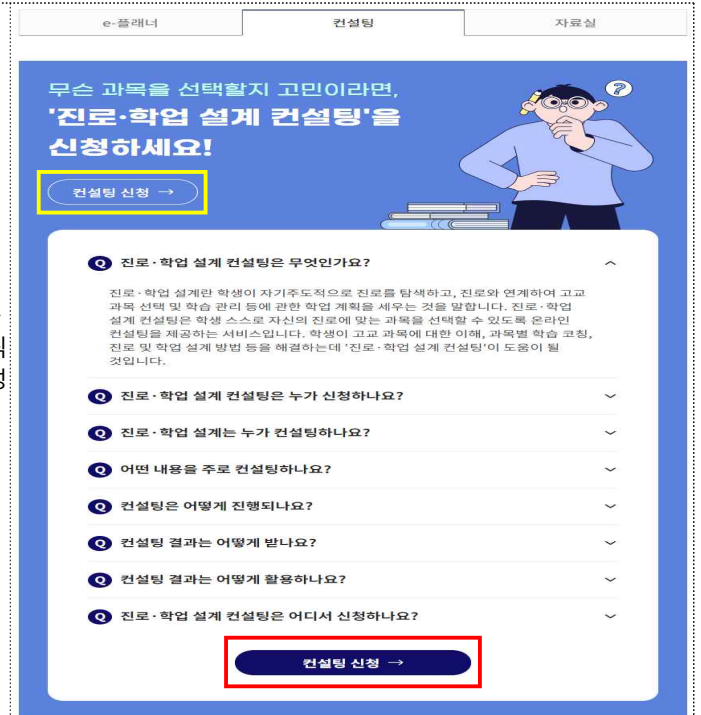 e-플래너 컨설팅 자료실
무슨 과목을 선택할지 고민이라면,
'진로·학업 설계 컨설팅'을
신청하세요!
?
컨설팅 신청 →
Q 진로·학업 설계 컨설팅은 무엇인가요?
진로·학업 설계란 학생이 자기주도적으로 진로를 탐색하고, 진로와 연계하여 고교
과목 선택 및 학습 관리 등에 관한 학업 계획을 세우는 것을 말합니다. 진로·학업
설계 컨설팅은 학생 스스로 자신의 진로에 맞는 과목을 선택할 수 있도록 온라인
컨설팅을 제공하는 서비스입니다. 학생이 고교 과목에 대한 이해, 과목별 학습 코칭,
진로 및 학업 설계 방법 등을 해결하는데 '진로·학업 설계 컨설팅'이 도움이 될
것입니다.
Q 진로·학업 설계 컨설팅은 누가 신청하나요?
Q 진로·학업 설계는 누가 컨설팅하나요?
Q 어떤 내용을 주로 컨설팅하나요?
Q 컨설팅은 어떻게 진행되나요?
Q 컨설팅 결과는 어떻게 받나요?
Q 컨설팅 결과는 어떻게 활용하나요?
Q 진로·학업 설계 컨설팅은 어디서 신청하나요?
컨설팅 신청 →